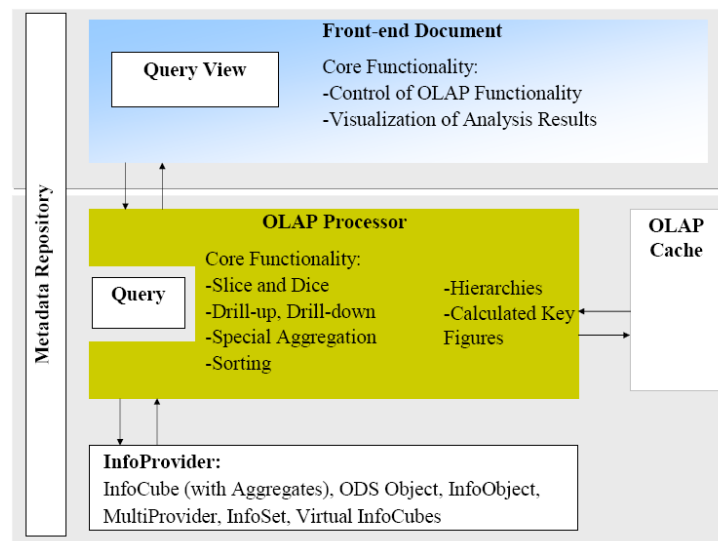 Metadata Repository
Front-end Document
Query View
Core Functionality:
-Control of OLAP Functionality
-Visualization of Analysis Results
OLAP Processor
Query
Core Functionality:
-Slice and Dice
-Drill-up, Drill-down
-Special Aggregation
-Sorting
-Hierarchies
-Calculated Key
Figures
OLAP
Cache
InfoProvider:
InfoCube (with Aggregates), ODS Object, InfoObject,
MultiProvider, InfoSet, Virtual InfoCubes